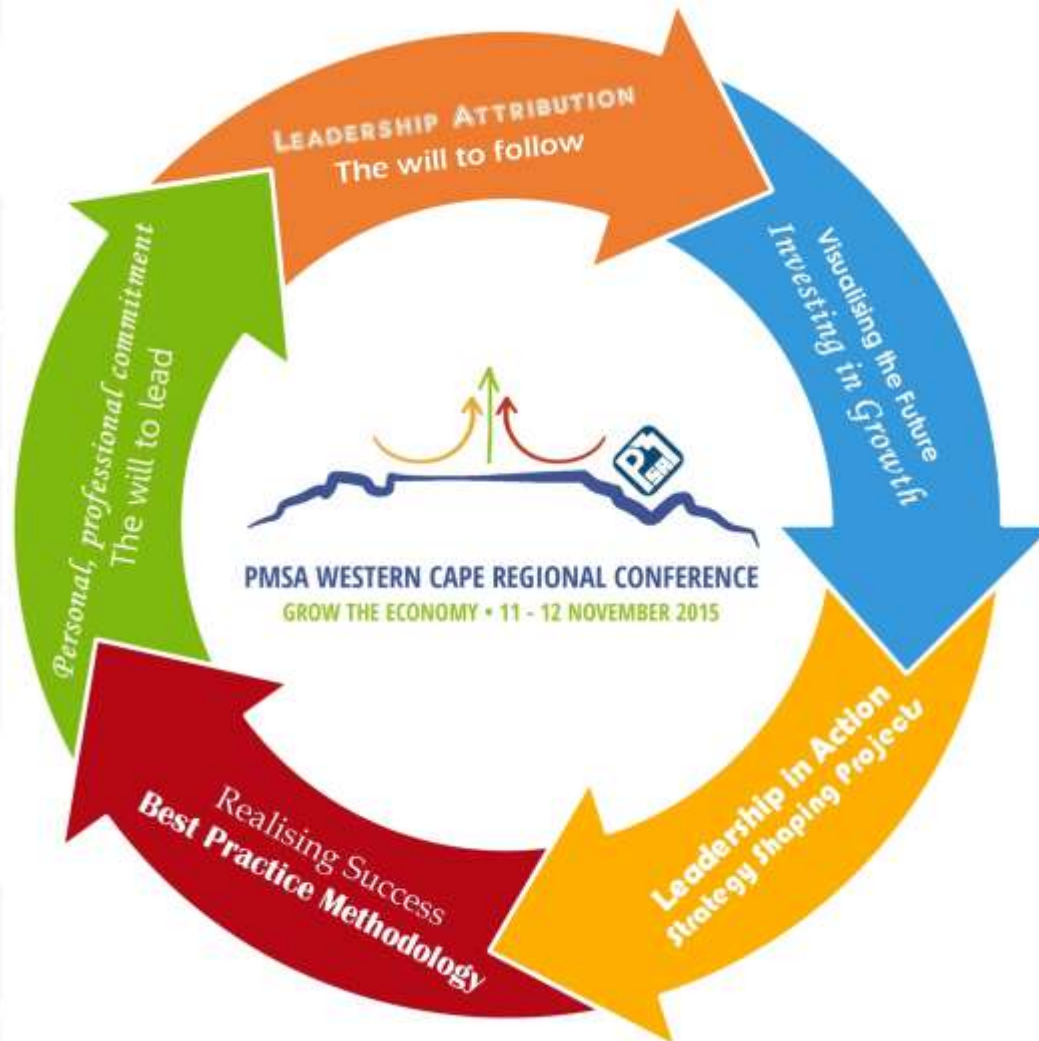 LEADERSHIP ATTRIBUTION
The will to follow
Visualising the Future
Investing in Growth
Leadership in Action
Strategy Shaping Projects
Realising Success
Best Practice Methodology
Personal, professional commitment
The will to lead
PMSA
PMSA WESTERN CAPE REGIONAL CONFERENCE
GROW THE ECONOMY • 11 - 12 NOVEMBER 2015